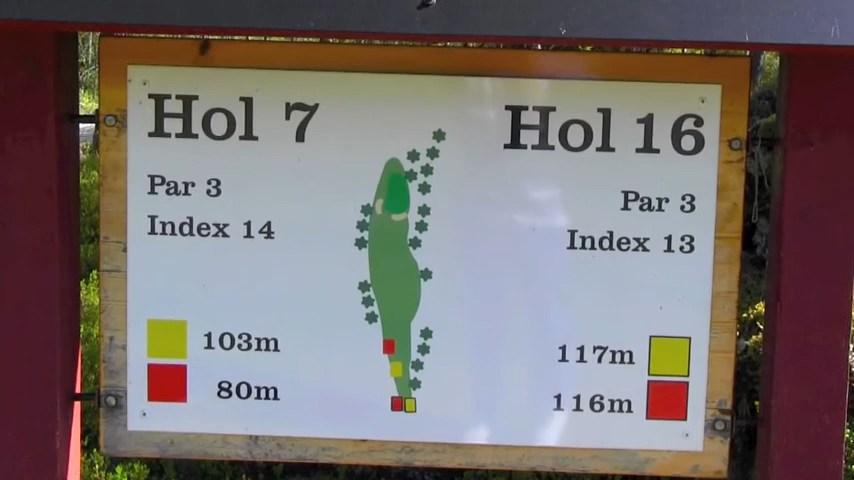 Hol 7
Par 3
Index 14
103m
80m
Hol 16
Par 3
Index 13
117m
116m